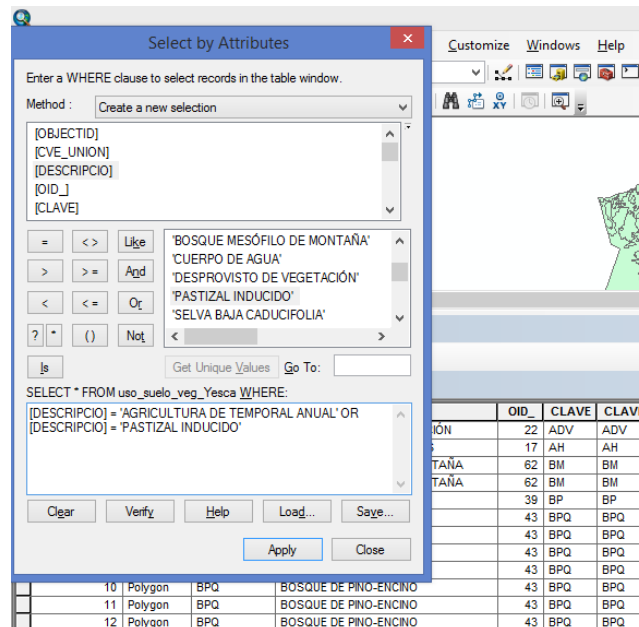 Select by Attributes
×
Customize Windows Help
Enter a WHERE clause to select records in the table window.
Method : Create a new selection
[OBJECTID]
[CVE_UNION]
[DESCRIPCIO]
[OID_]
[CLAVE]
= < > Like
> > = And
< < = Or
? * ( ) Not
Is
'BOSQUE MESÓFILO DE MONTAÑA'
'CUERPO DE AGUA'
'DESPROVISTO DE VEGETACIÓN'
'PASTIZAL INDUCIDO'
'SELVA BAJA CADUCIFOLIA'
Get Unique Values Go To:
SELECT * FROM uso_suelo_veg_Yesca WHERE:
[DESCRIPCIO] = 'AGRICULTURA DE TEMPORAL ANUAL' OR
[DESCRIPCIO] = 'PASTIZAL INDUCIDO'
Clear Verify Help Load... Save...
Apply Close
OID_ CLAVE CLAV
IÓN 22 ADV ADV
17 AH AH
TAÑA 62 BM BM
TAÑA 62 BM BM
39 BP BP
43 BPQ BPQ
43 BPQ BPQ
43 BPQ BPQ
43 BPQ BPQ
10 Polygon BPQ BOSQUE DE PINO-ENCINO 43 BPQ BPQ
11 Polygon BPQ BOSQUE DE PINO-ENCINO 43 BPQ BPQ
12 Polygon BPQ BOSQUE DE PINO-ENCINO 43 BPQ BPQ